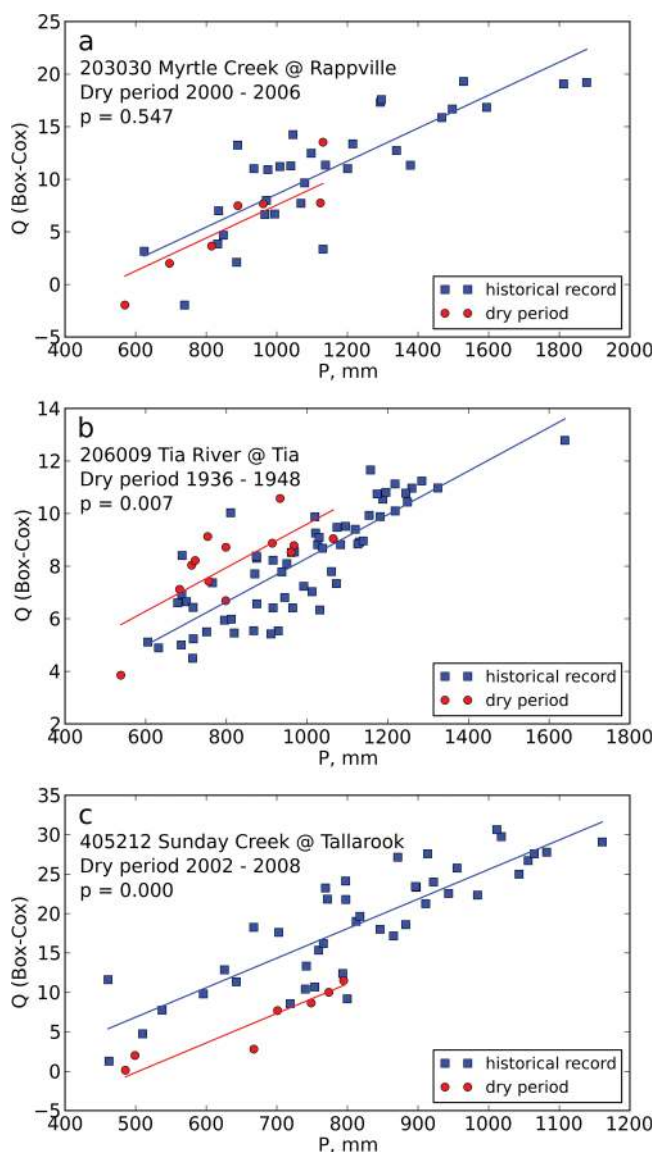 a
203030 Myrtle Creek @ Rappville
Dry period 2000 - 2006
p = 0.547
25
20
15
10
5
0
−5
Q (Box-Cox)
historical record
dry period
400 600 800 1000 1200 1400 1600 1800 2000
P, mm
b
206009 Tia River @ Tia
Dry period 1936 - 1948
p = 0.007
14
12
10
8
6
4
2
Q (Box-Cox)
historical record
dry period
400 600 800 1000 1200 1400 1600 1800
P, mm
c
405212 Sunday Creek @ Tallarook
Dry period 2002 - 2008
p = 0.000
35
30
25
20
15
10
5
0
−5
Q (Box-Cox)
historical record
dry period
400 500 600 700 800 900 1000 1100 1200
P, mm